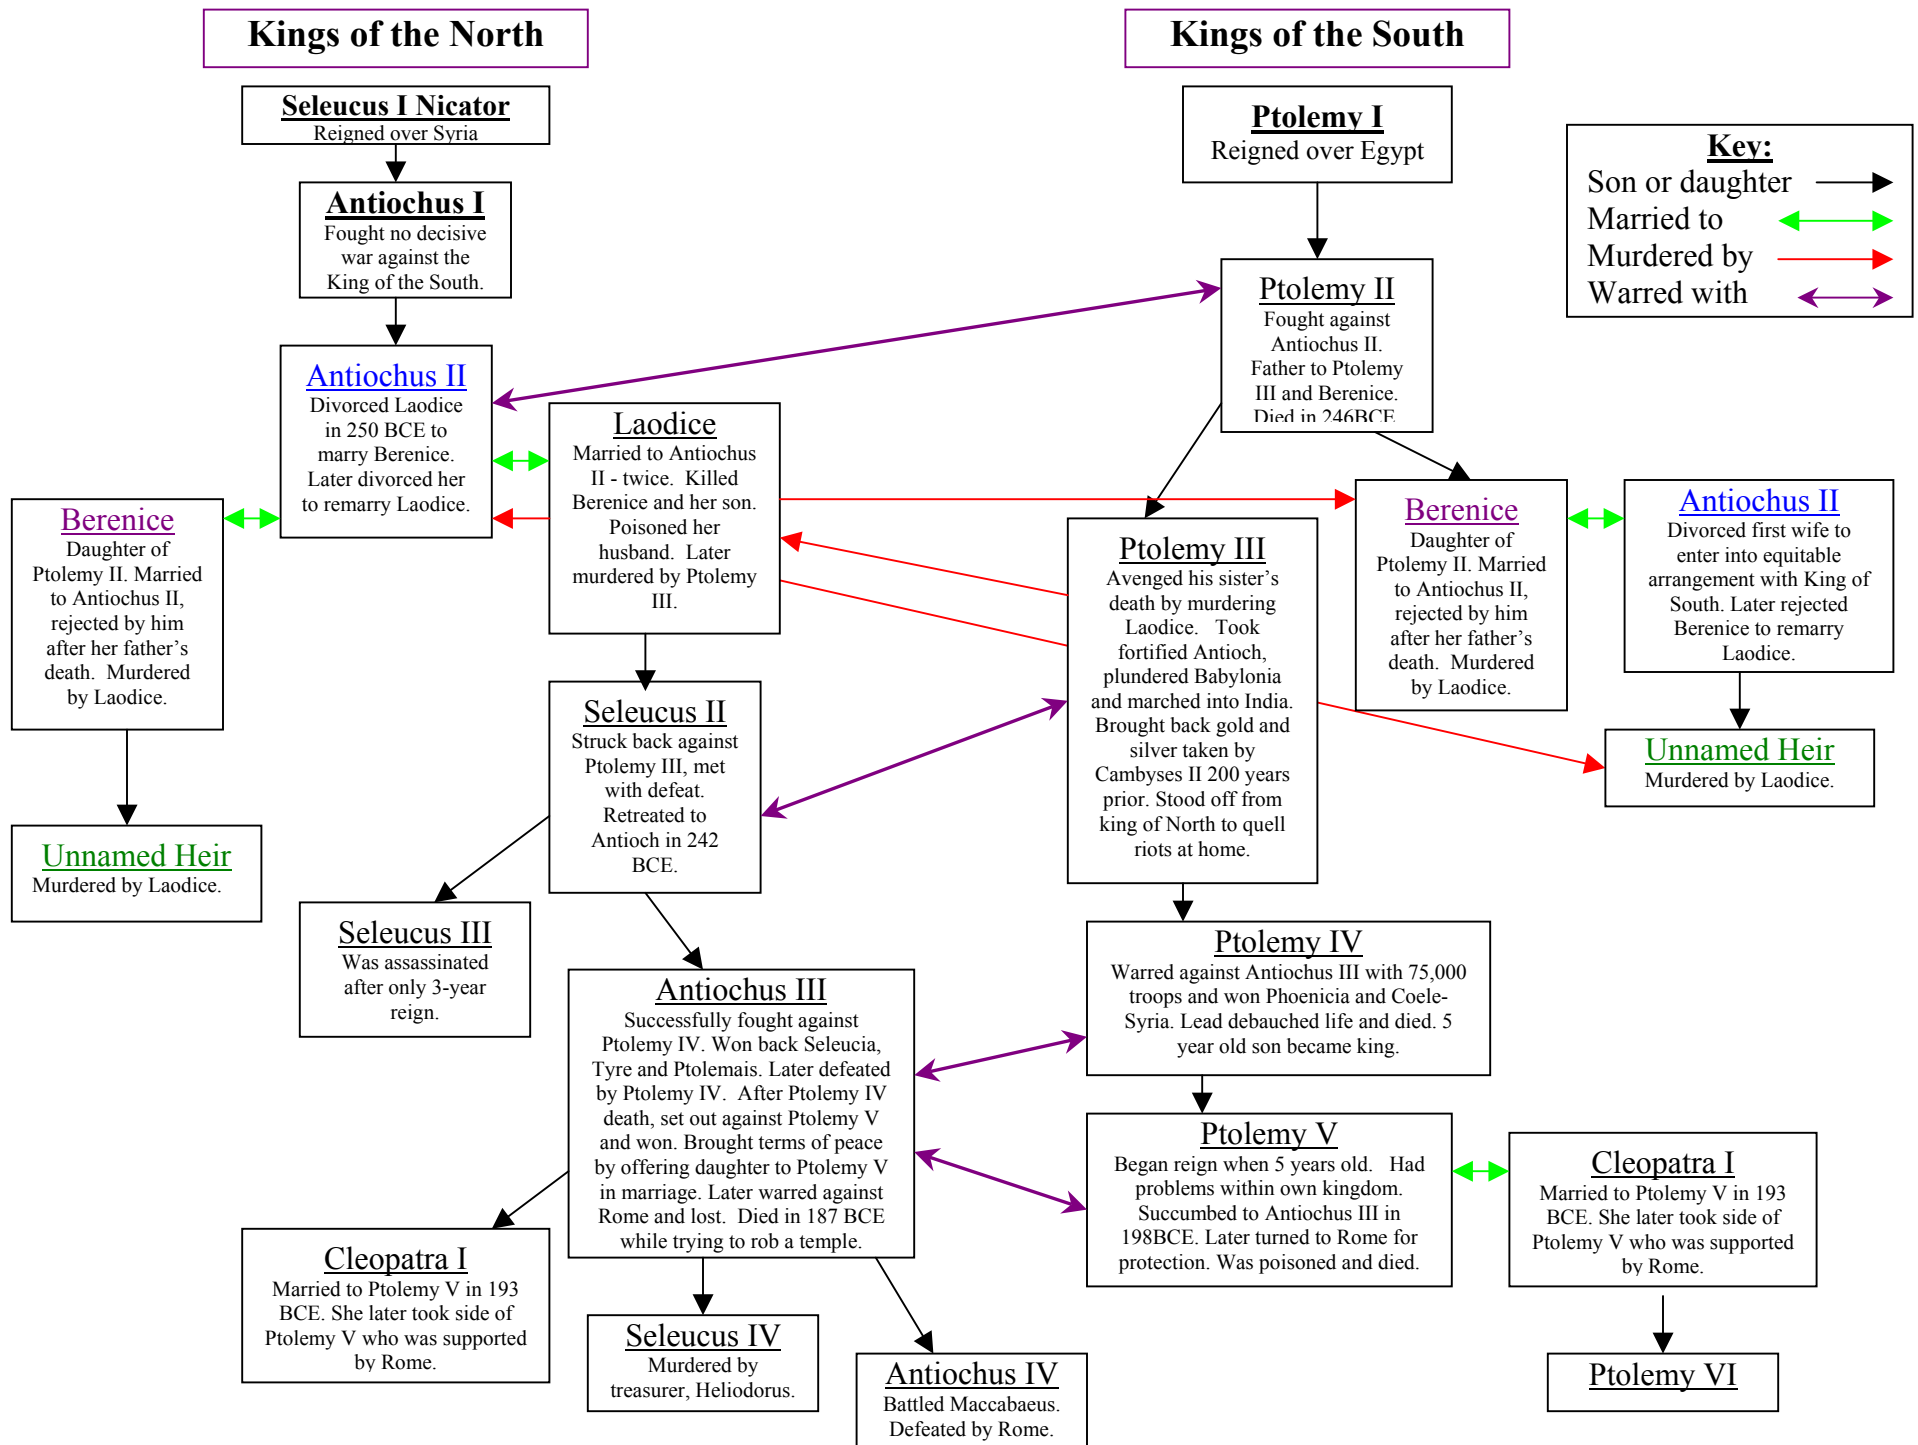 Kings of the North
Kings of the South
Seleucus I Nicator
Reigned over Syria
Ptolemy I
Reigned over Egypt
Key:
Son or daughter
Married to
Murdered by
Warred with
Antiochus I
Fought no decisive
war against the
King of the South.
Ptolemy II
Fought against
Antiochus II.
Father to Ptolemy
III and Berenice.
Died in 246BCE
Antiochus II
Divorced Laodice
in 250 BCE to
marry Berenice.
Later divorced her
to remarry Laodice.
Laodice
Married to Antiochus
II - twice. Killed
Berenice and her son.
Poisoned her
husband. Later
murdered by Ptolemy
III.
Berenice
Daughter of
Ptolemy II. Married
to Antiochus II,
rejected by him
after her father’s
death. Murdered
by Laodice.
Ptolemy III
Avenged his sister’s
death by murdering
Laodice. Took
fortified Antioch,
plundered Babylonia
and marched into India.
Brought back gold and
silver taken by
Cambyses II 200 years
prior. Stood off from
king of North to quell
riots at home.
Berenice
Daughter of
Ptolemy II. Married
to Antiochus II,
rejected by him
after her father’s
death. Murdered
by Laodice.
Antiochus II
Divorced first wife to
enter into equitable
arrangement with King of
South. Later rejected
Berenice to remarry
Laodice.
Seleucus II
Struck back against
Ptolemy III, met
with defeat.
Retreated to
Antioch in 242
BCE.
Unnamed Heir
Murdered by Laodice.
Unnamed Heir
Murdered by Laodice.
Seleucus III
Was assassinated
after only 3-year
reign.
Ptolemy IV
Warred against Antiochus III with 75,000
troops and won Phoenicia and Coele-
Syria. Lead debauched life and died. 5
year old son became king.
Antiochus III
Successfully fought against
Ptolemy IV. Won back Seleucia,
Tyre and Ptolemais. Later defeated
by Ptolemy IV. After Ptolemy IV
death, set out against Ptolemy V
and won. Brought terms of peace
by offering daughter to Ptolemy V
in marriage. Later warred against
Rome and lost. Died in 187 BCE
while trying to rob a temple.
Ptolemy V
Began reign when 5 years old. Had
problems within own kingdom.
Succumbed to Antiochus III in
198BCE. Later turned to Rome for
protection. Was poisoned and died.
Cleopatra I
Married to Ptolemy V in 193
BCE. She later took side of
Ptolemy V who was supported
by Rome.
Cleopatra I
Married to Ptolemy V in 193
BCE. She later took side of
Ptolemy V who was supported
by Rome.
Seleucus IV
Murdered by
treasurer, Heliodorus.
Antiochus IV
Battled Maccabaeus.
Defeated by Rome.
Ptolemy VI